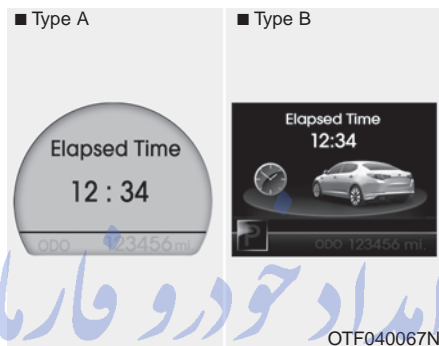 ■ Type A
Elapsed Time
12 : 34
ODO 123456 mi.
■ Type B
Elapsed Time
12:34
P
ODO 123456 mi.
امداد خودرو فارما
OTF040067N